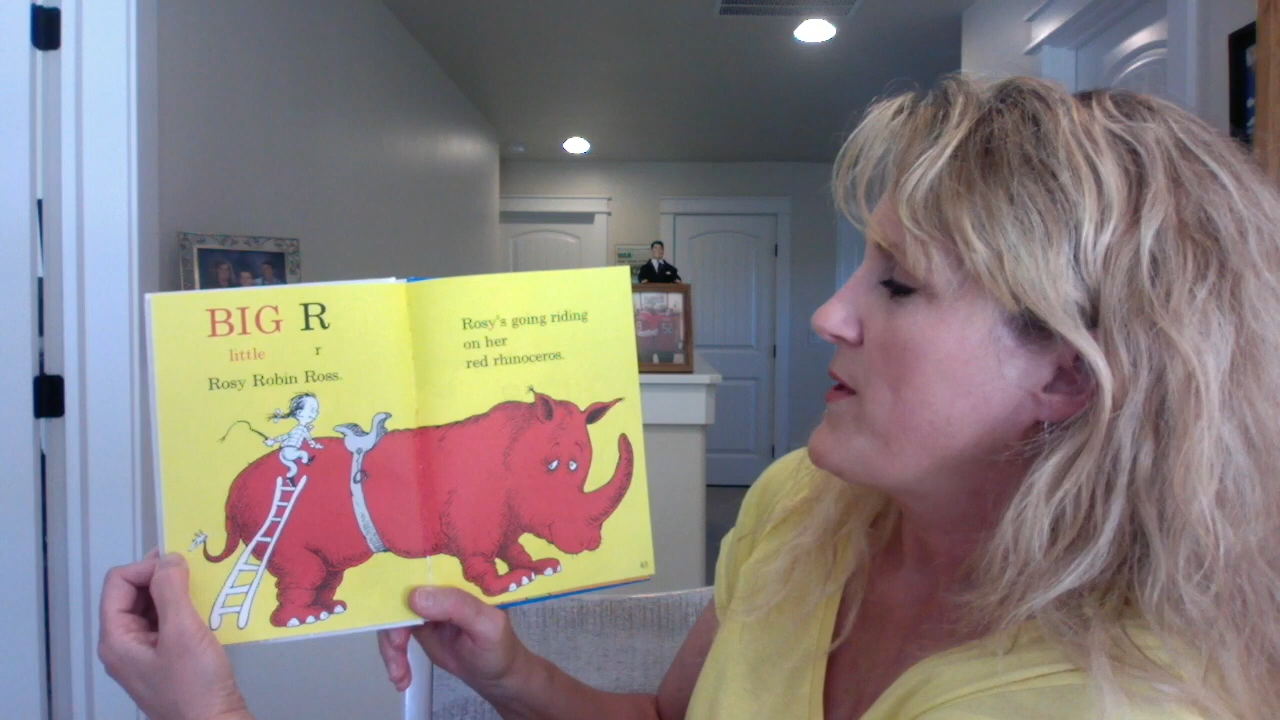 BIG R
little r
Rosy Robin Ross.
Rosy's going riding
on her
red rhinoceros.